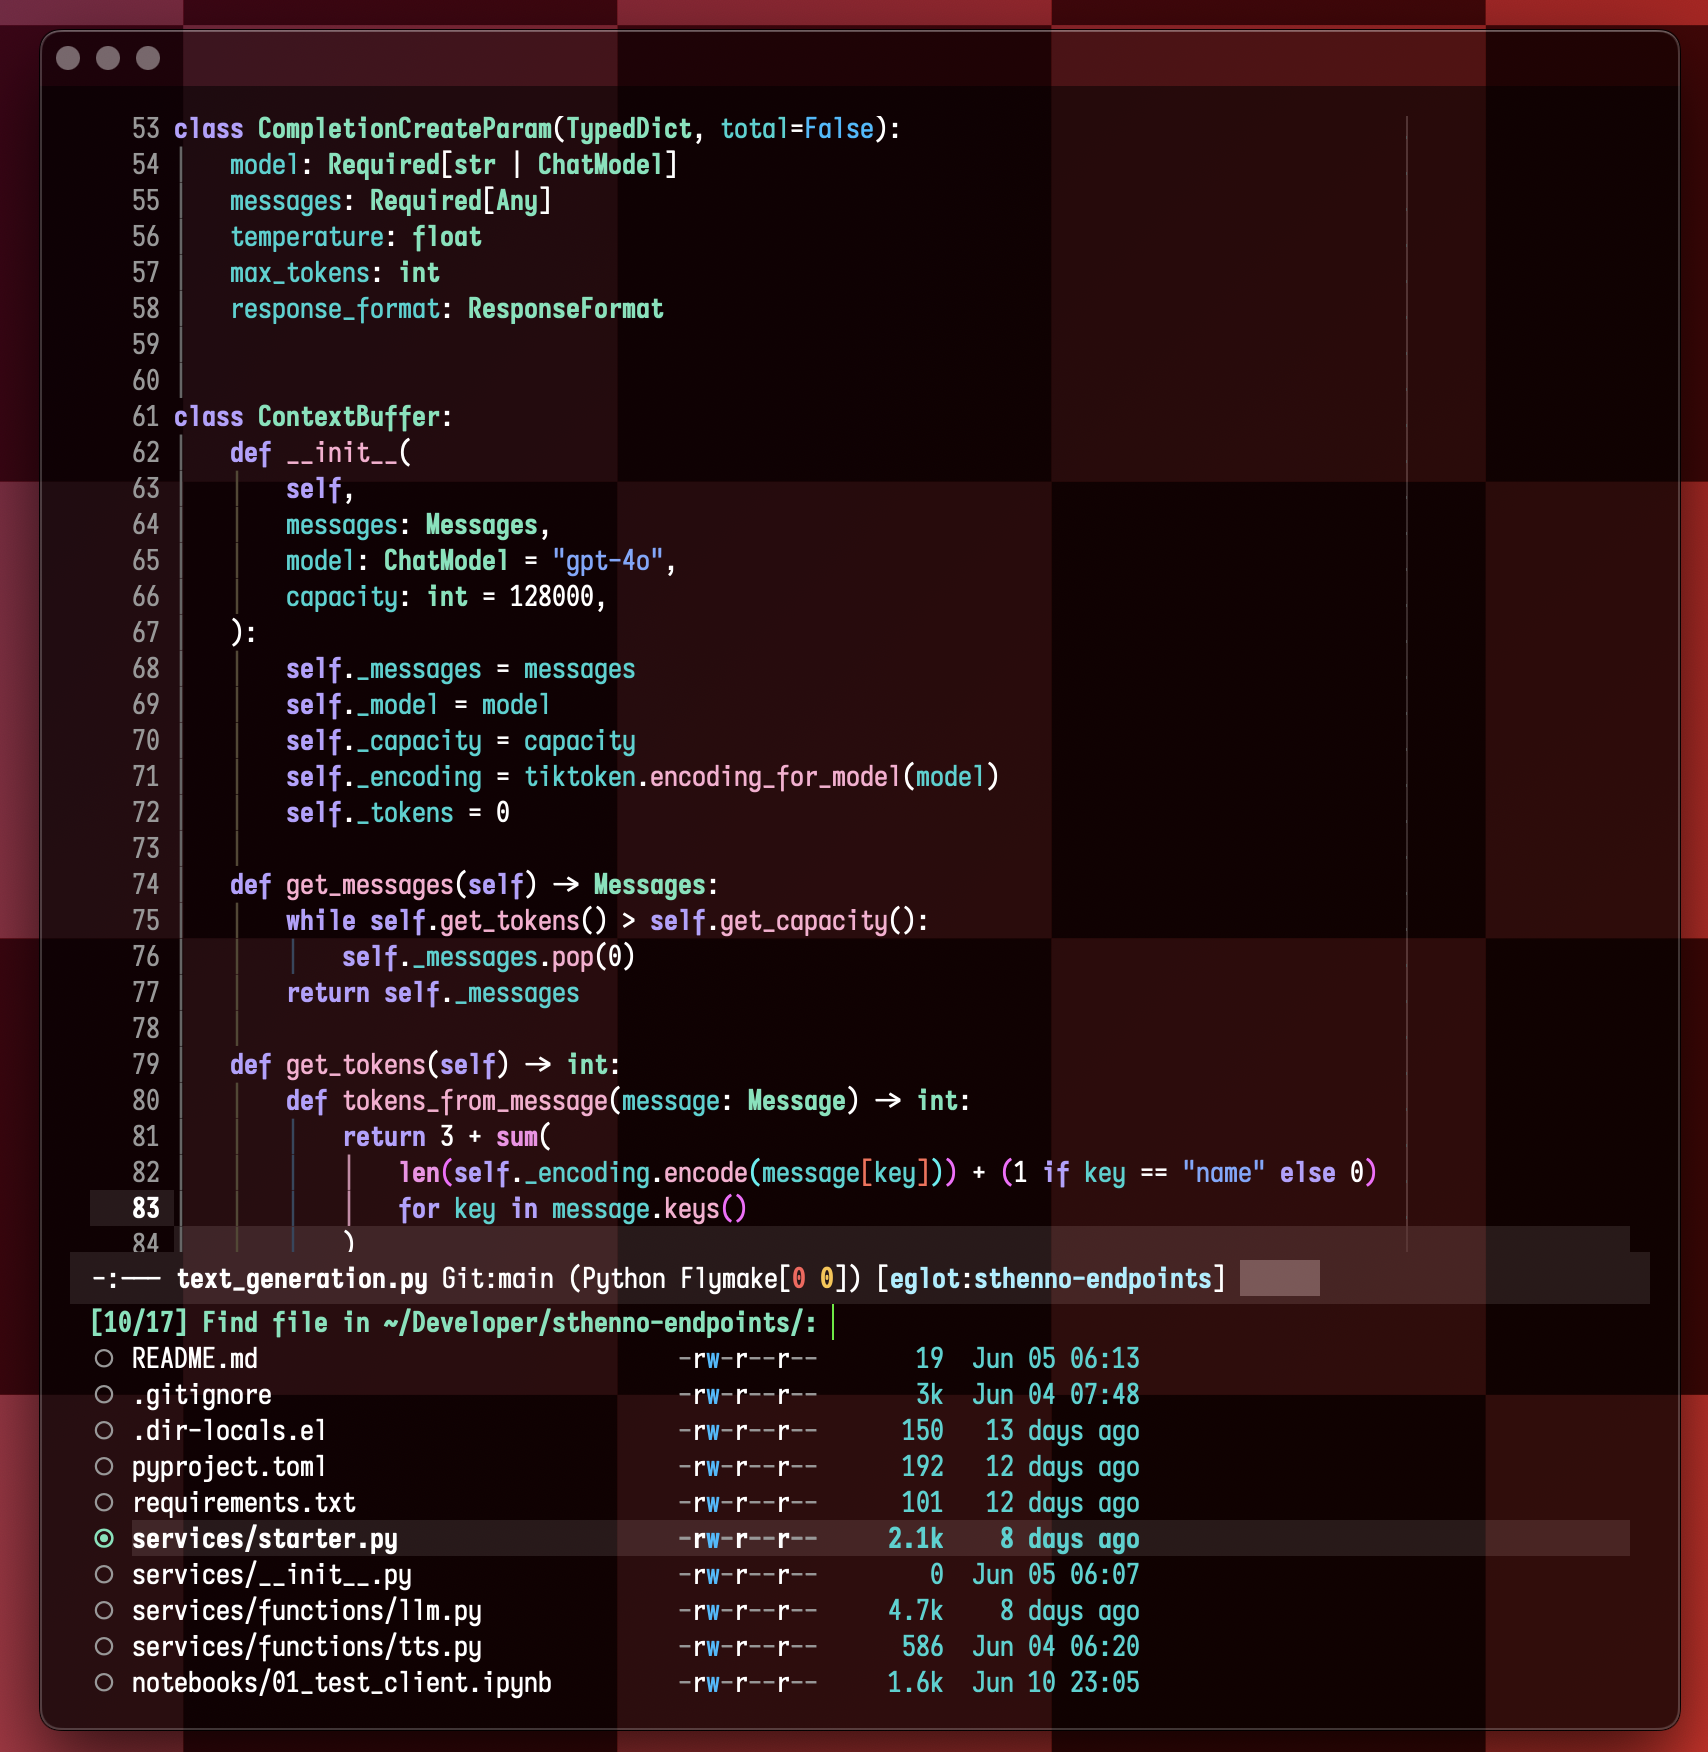 53 class CompletionCreateParam(TypedDict, total=False):
54     model: Required[str | ChatModel]
55     messages: Required[Any]
56     temperature: float
57     max_tokens: int
58     response_format: ResponseFormat
59
60
61 class ContextBuffer:
62     def __init__(
63         self,
64         messages: Messages,
65         model: ChatModel = "gpt-4o",
66         capacity: int = 128000,
67     ):
68         self._messages = messages
69         self._model = model
70         self._capacity = capacity
71         self._encoding = tiktoken.encoding_for_model(model)
72         self._tokens = 0
73
74     def get_messages(self) -> Messages:
75         while self.get_tokens() > self.get_capacity():
76             self._messages.pop(0)
77         return self._messages
78
79     def get_tokens(self) -> int:
80         def tokens_from_message(message: Message) -> int:
81             return 3 + sum(
82                 len(self._encoding.encode(message[key])) + (1 if key == "name" else 0)
83                 for key in message.keys()
84             )
-:--- text_generation.py Git:main (Python Flymake[0 0]) [eglot:sthenno-endpoints]
[10/17] Find file in ~/Developer/sthenno-endpoints/:
○ README.md -rw-r--r-- 19 Jun 05 06:13
○ .gitignore -rw-r--r-- 3k Jun 04 07:48
○ .dir-locals.el -rw-r--r-- 150 13 days ago
○ pyproject.toml -rw-r--r-- 192 12 days ago
○ requirements.txt -rw-r--r-- 101 12 days ago
◉ services/starter.py -rw-r--r-- 2.1k 8 days ago
○ services/__init__.py -rw-r--r-- 0 Jun 05 06:07
○ services/functions/llm.py -rw-r--r-- 4.7k 8 days ago
○ services/functions/tts.py -rw-r--r-- 586 Jun 04 06:20
○ notebooks/01_test_client.ipynb -rw-r--r-- 1.6k Jun 10 23:05